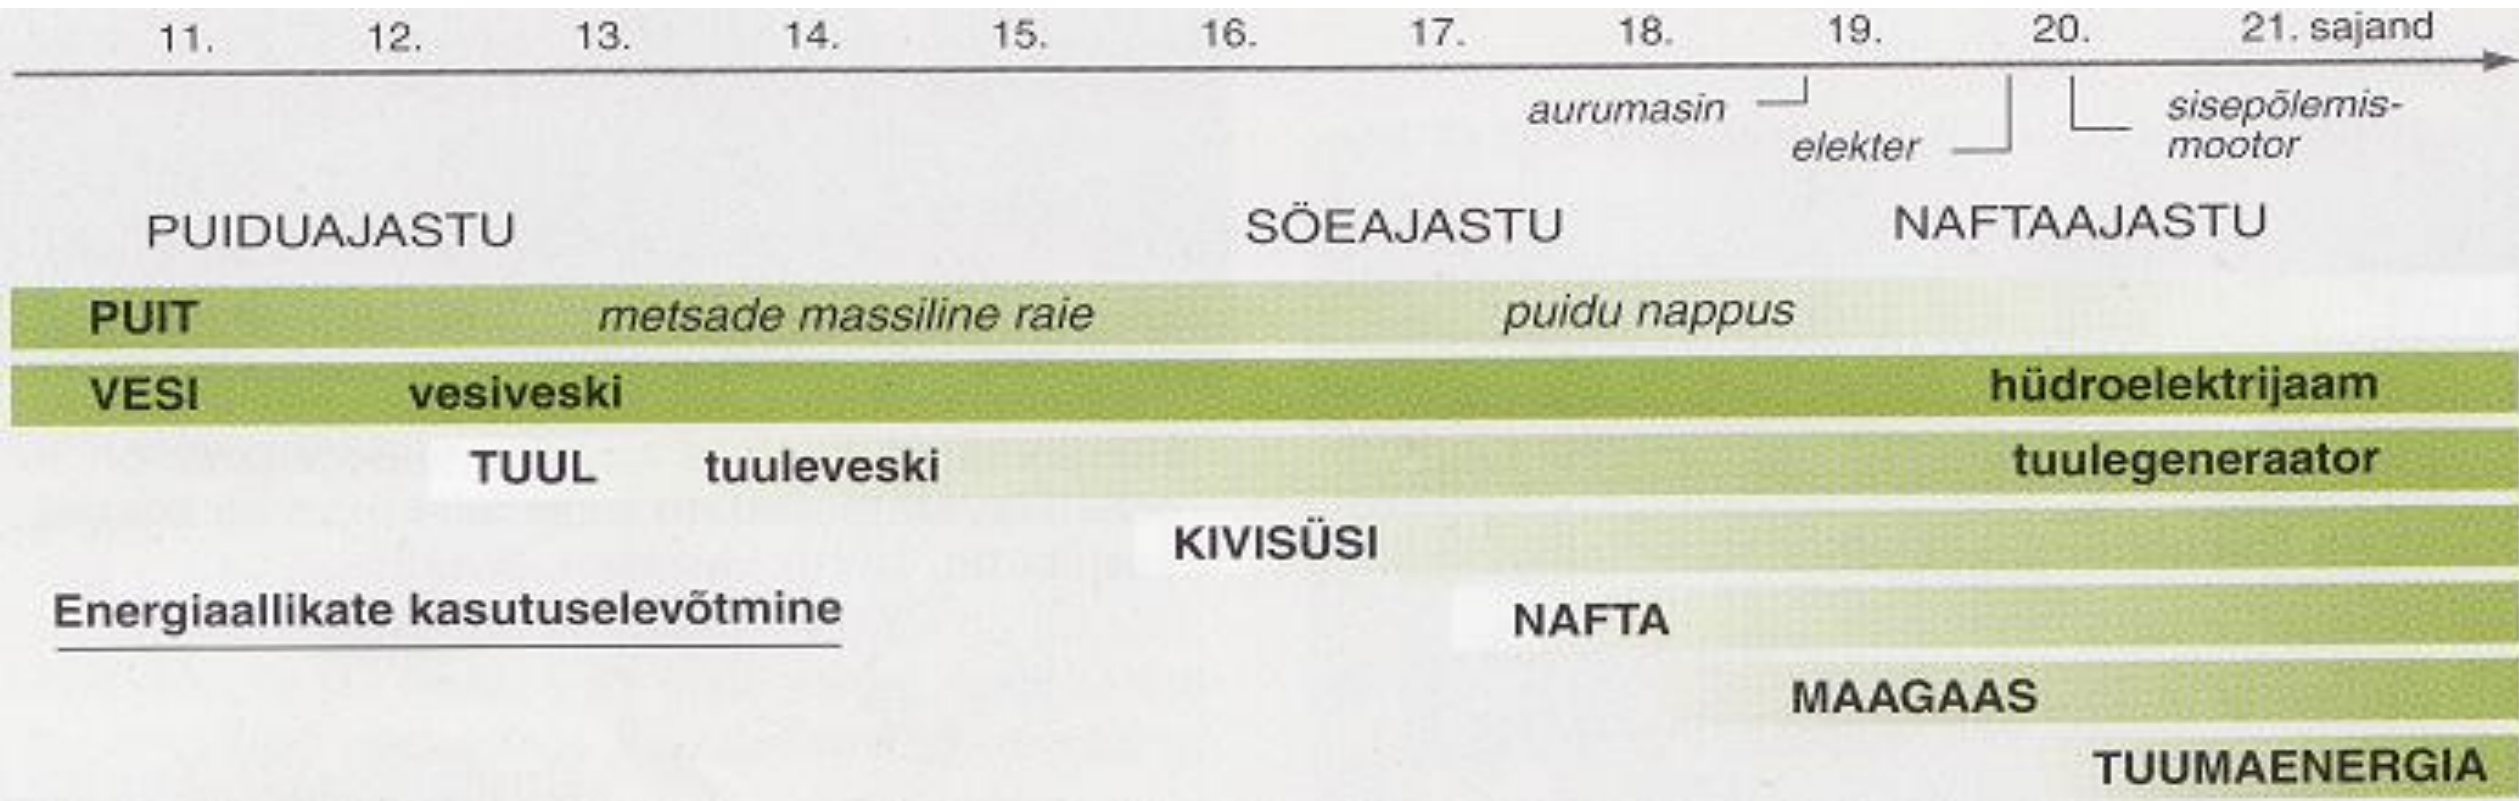 11. 12. 13. 14. 15. 16. 17. 18. 19. 20. 21. sajand
aurumasin
elekter
sisepõlemis-
mootor
PUIDUAJASTU SÖEAJASTU NAFTAAJASTU
PUIT metsade massiline raie puidu nappus
VESI vesiveski hüdroelektrijaam
TUUL tuuleveski tuulegeneraator
KIVISÜSI
Energiaallikate kasutuselevõtmine
NAFTA
MAAGAAS
TUUMAENERGIA